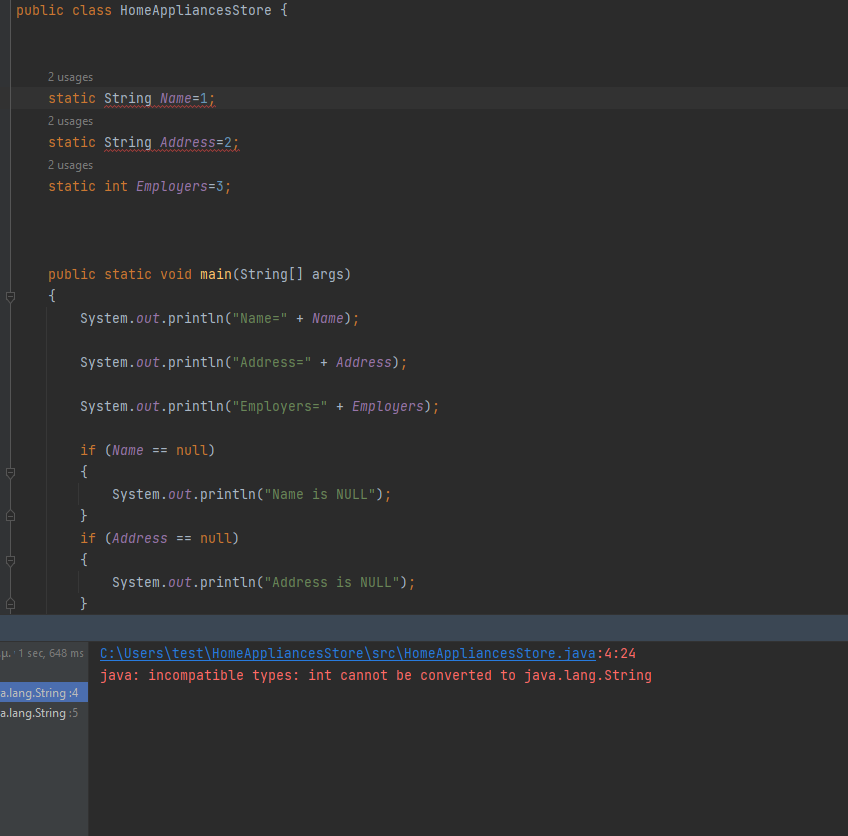 public class HomeAppliancesStore {
2 usages
static String Name=1;
2 usages
static String Address=2;
2 usages
static int Employers=3;
public static void main(String[] args)
{
System.out.println("Name=" + Name);
System.out.println("Address=" + Address);
System.out.println("Employers=" + Employers);
if (Name == null)
{
System.out.println("Name is NULL");
}
if (Address == null)
{
System.out.println("Address is NULL");
}
.μ. 1 sec, 648 ms
C:\Users\test\HomeAppliancesStore\src\HomeAppliancesStore.java:4:24
java: incompatible types: int cannot be converted to java.lang.String
a.lang.String :4
a.lang.String :5